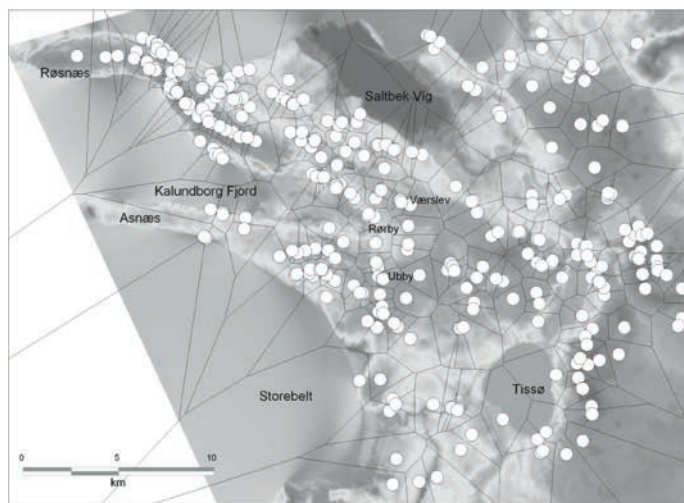 Røsnæs
Saltbek Vig
Kalundborg Fjord
Værslev
Asnæs
Rørby
Ubby
Storebelt
Tissø
0 5 10
km